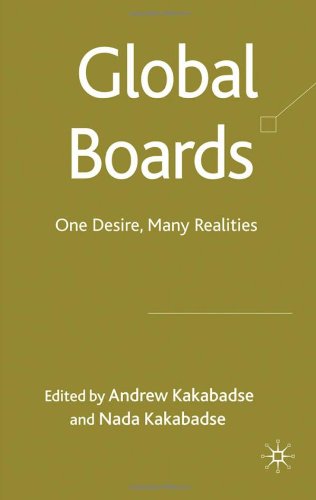 Global
Boards
One Desire, Many Realities
Edited by Andrew Kakabadse
and Nada Kakabadse